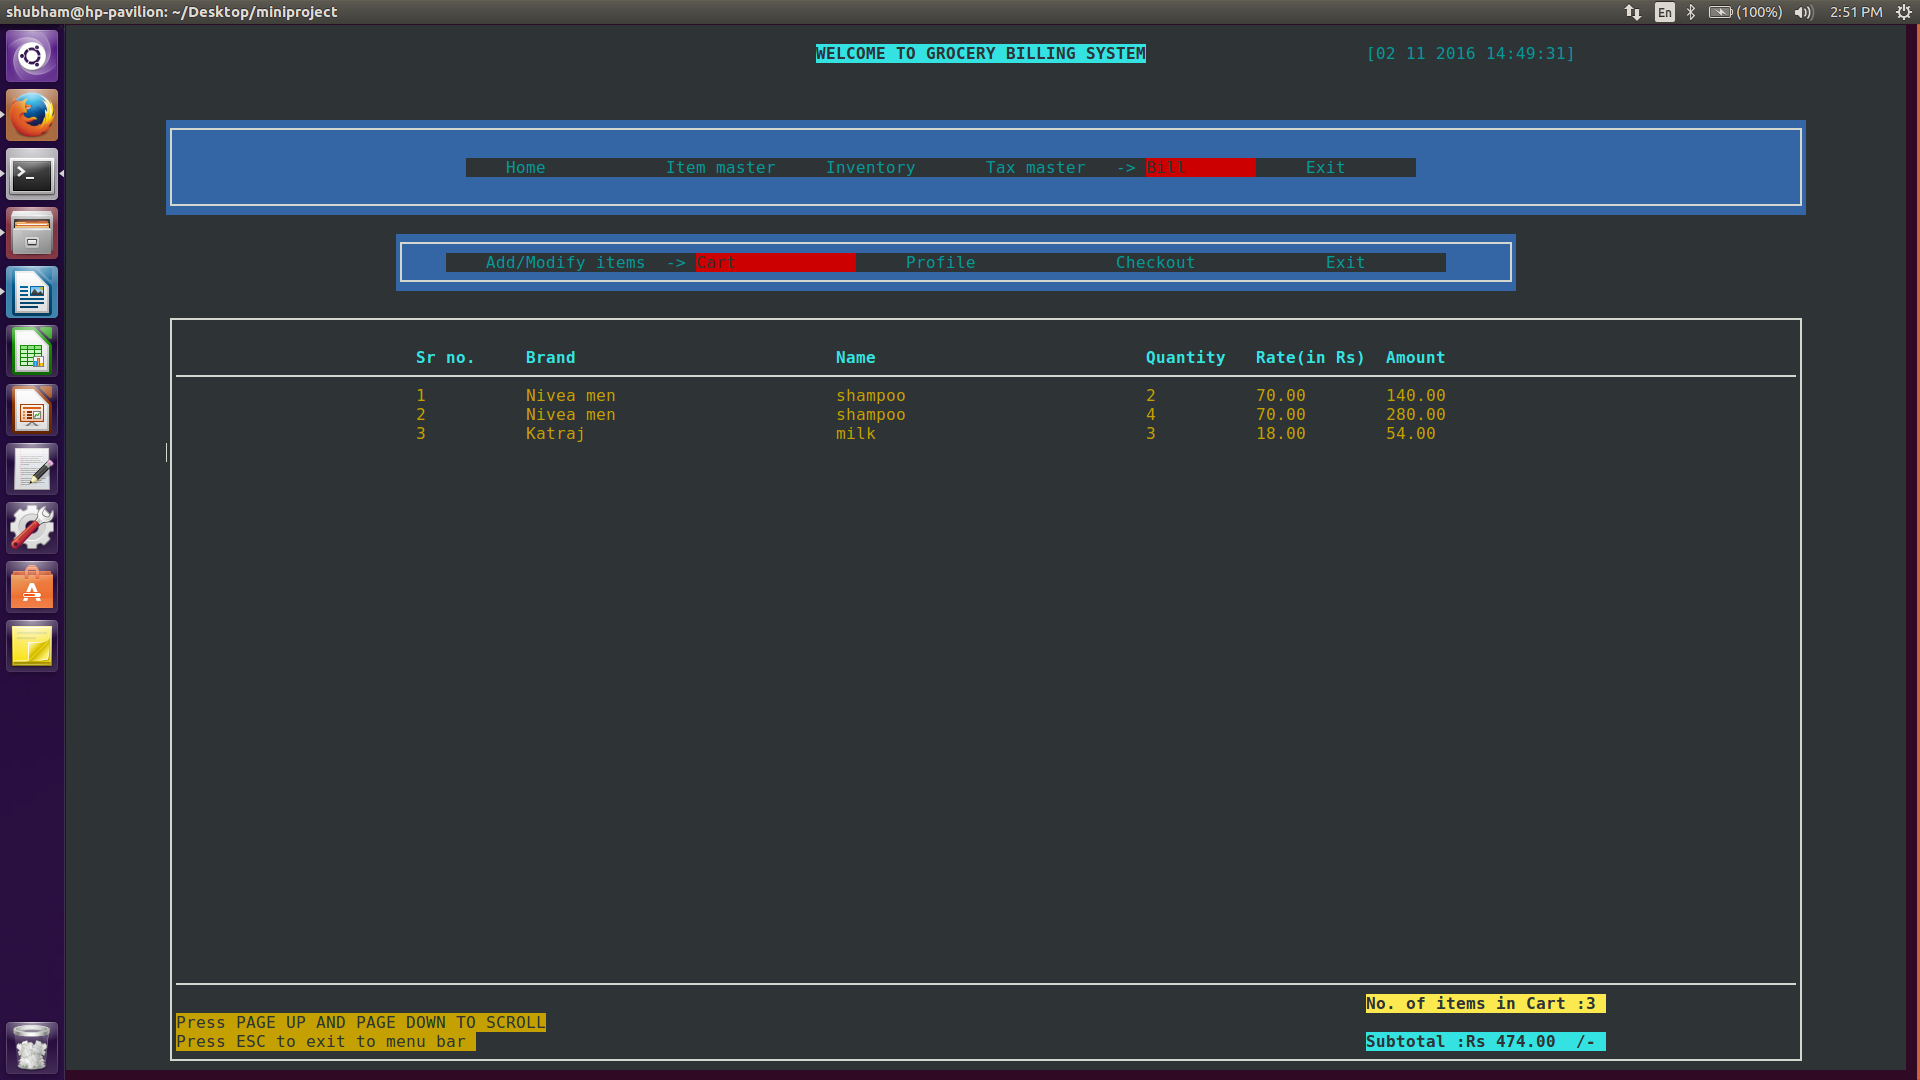 shubham@hp-pavilion: ~/Desktop/miniproject En (100%) 2:51 PM
WELCOME TO GROCERY BILLING SYSTEM [02 11 2016 14:49:31]
Home Item master Inventory Tax master -> Bill Exit
Add/Modify items -> Cart Profile Checkout Exit
Sr no. Brand Name Quantity Rate(in Rs) Amount
1 Nivea men shampoo 2 70.00 140.00
2 Nivea men shampoo 4 70.00 280.00
3 Katraj milk 3 18.00 54.00
No. of items in Cart :3
Press PAGE UP AND PAGE DOWN TO SCROLL
Press ESC to exit to menu bar Subtotal :Rs 474.00 /-